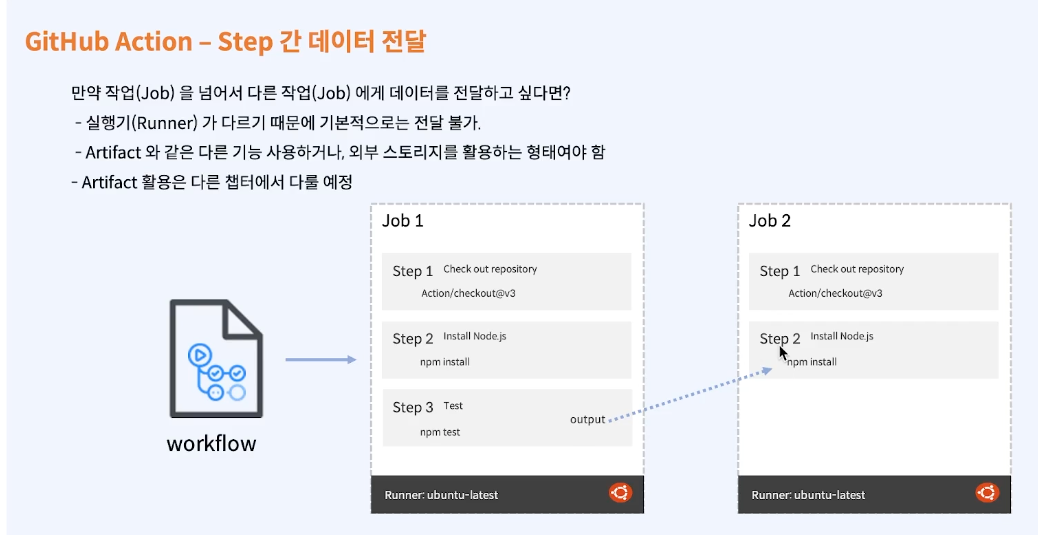 GitHub Action – Step 간 데이터 전달
만약 작업(Job) 을 넘어서 다른 작업(Job) 에게 데이터를 전달하고 싶다면?
- 실행기(Runner) 가 다르기 때문에 기본적으로는 전달 불가.
- Artifact 와 같은 다른 기능 사용하거나, 외부 스토리지를 활용하는 형태여야 함
- Artifact 활용은 다른 챕터에서 다룰 예정
workflow
Job 1
Step 1 Check out repository
Action/checkout@v3
Step 2 Install Node.js
npm install
Step 3 Test
npm test
output
Runner: ubuntu-latest
Job 2
Step 1 Check out repository
Action/checkout@v3
Step 2 Install Node.js
npm install
Runner: ubuntu-latest